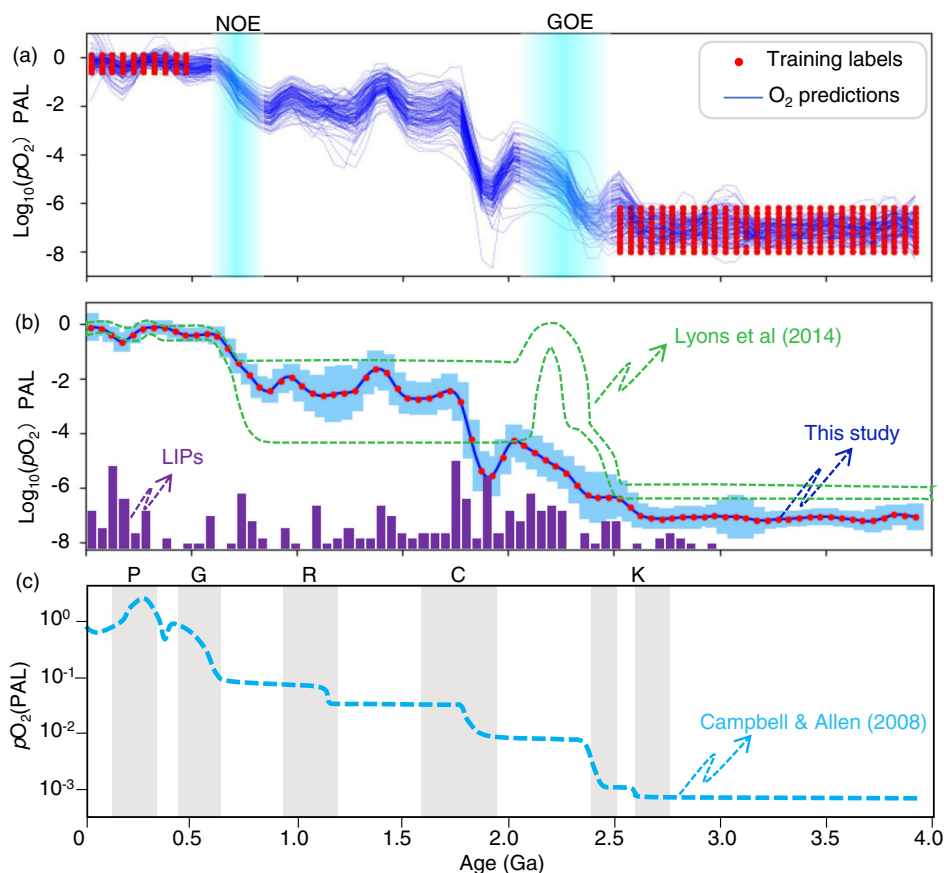 NOE GOE
(a)
0
-2
-4
-6
-8
Log₁₀(pO₂) PAL
Training labels
O₂ predictions
(b)
0
-2
-4
-6
-8
Log₁₀(pO₂) PAL
Lyons et al (2014)
This study
LIPs
P G R C K
(c)
10⁰
10⁻¹
10⁻²
10⁻³
pO₂(PAL)
Campbell & Allen (2008)
0 0.5 1.0 1.5 2.0 2.5 3.0 3.5 4.0
Age (Ga)